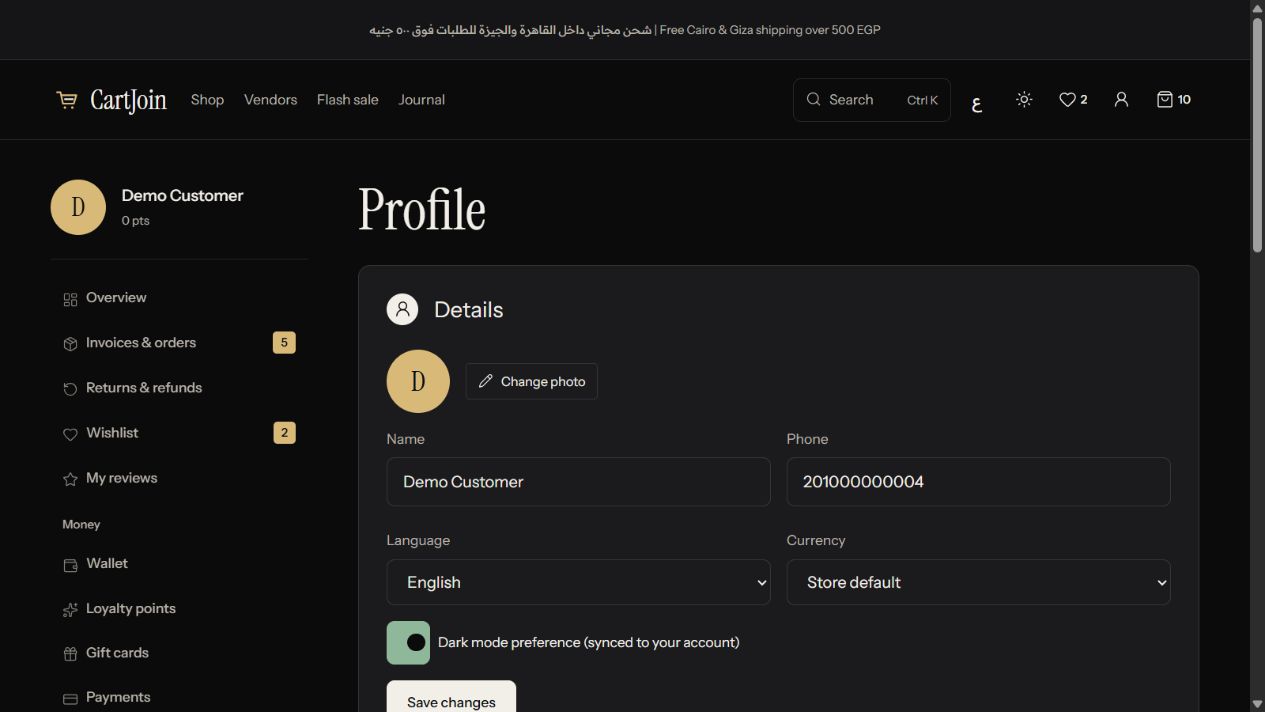 شحن مجاني داخل القاهرة والجيزة للطلبات فوق ٥٠٠ جنيه | Free Cairo & Giza shipping over 500 EGP
CartJoin
Shop
Vendors
Flash sale
Journal
Search
Ctrl K
ع
2
10
D
Demo Customer
0 pts
Overview
Invoices & orders
5
Returns & refunds
Wishlist
2
My reviews
Money
Wallet
Loyalty points
Gift cards
Payments
Profile
Details
D
Change photo
Name
Phone
Demo Customer
201000000004
Language
Currency
English
Store default
Dark mode preference (synced to your account)
Save changes